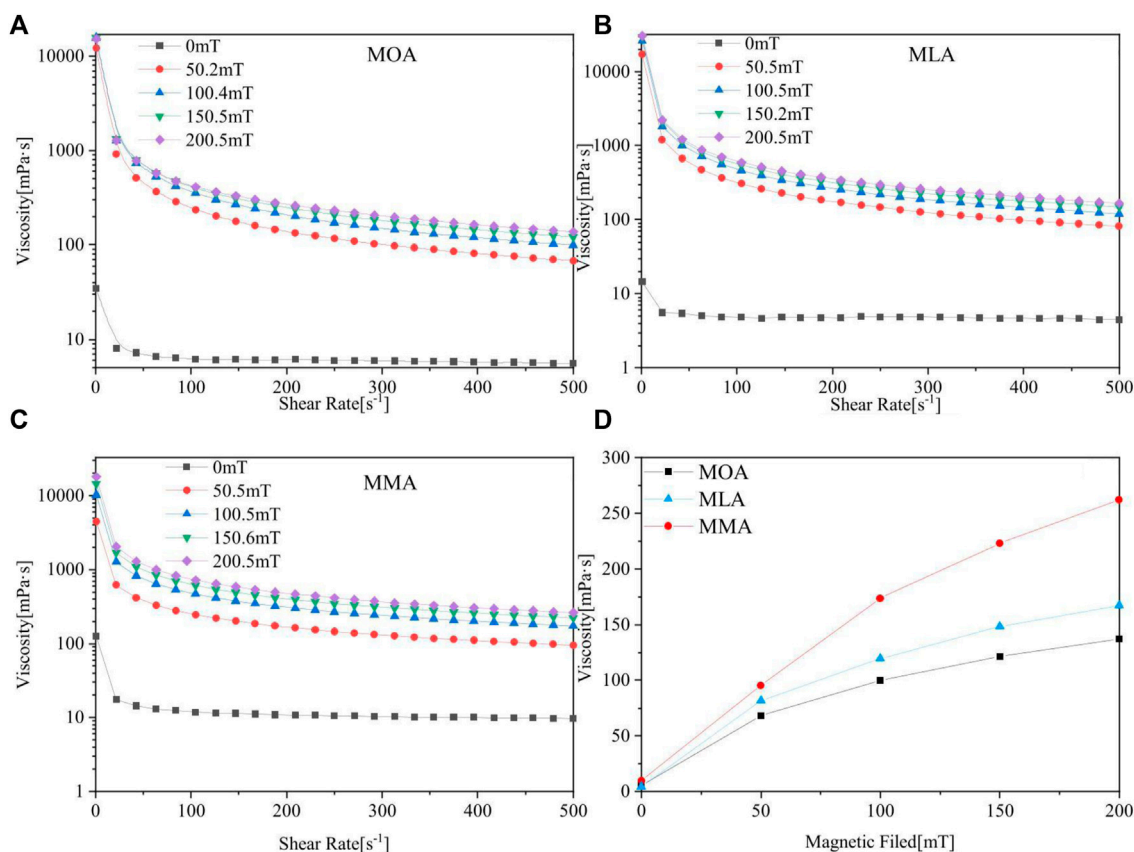 A
MOA
0mT
50.2mT
100.4mT
150.5mT
200.5mT
Viscosity[mPa·s]
10000
1000
100
10
0 100 200 300 400 500
Shear Rate[s⁻¹]
B
MLA
0mT
50.5mT
100.5mT
150.2mT
200.5mT
Viscosity[mPa·s]
10000
1000
100
10
1
0 100 200 300 400 500
Shear Rate[s⁻¹]
C
MMA
0mT
50.5mT
100.5mT
150.6mT
200.5mT
Viscosity[mPa·s]
10000
1000
100
10
1
0 100 200 300 400 500
Shear Rate[s⁻¹]
D
MOA
MLA
MMA
Viscosity[mPa·s]
300
250
200
150
100
50
0
0 50 100 150 200
Magnetic Filed[mT]